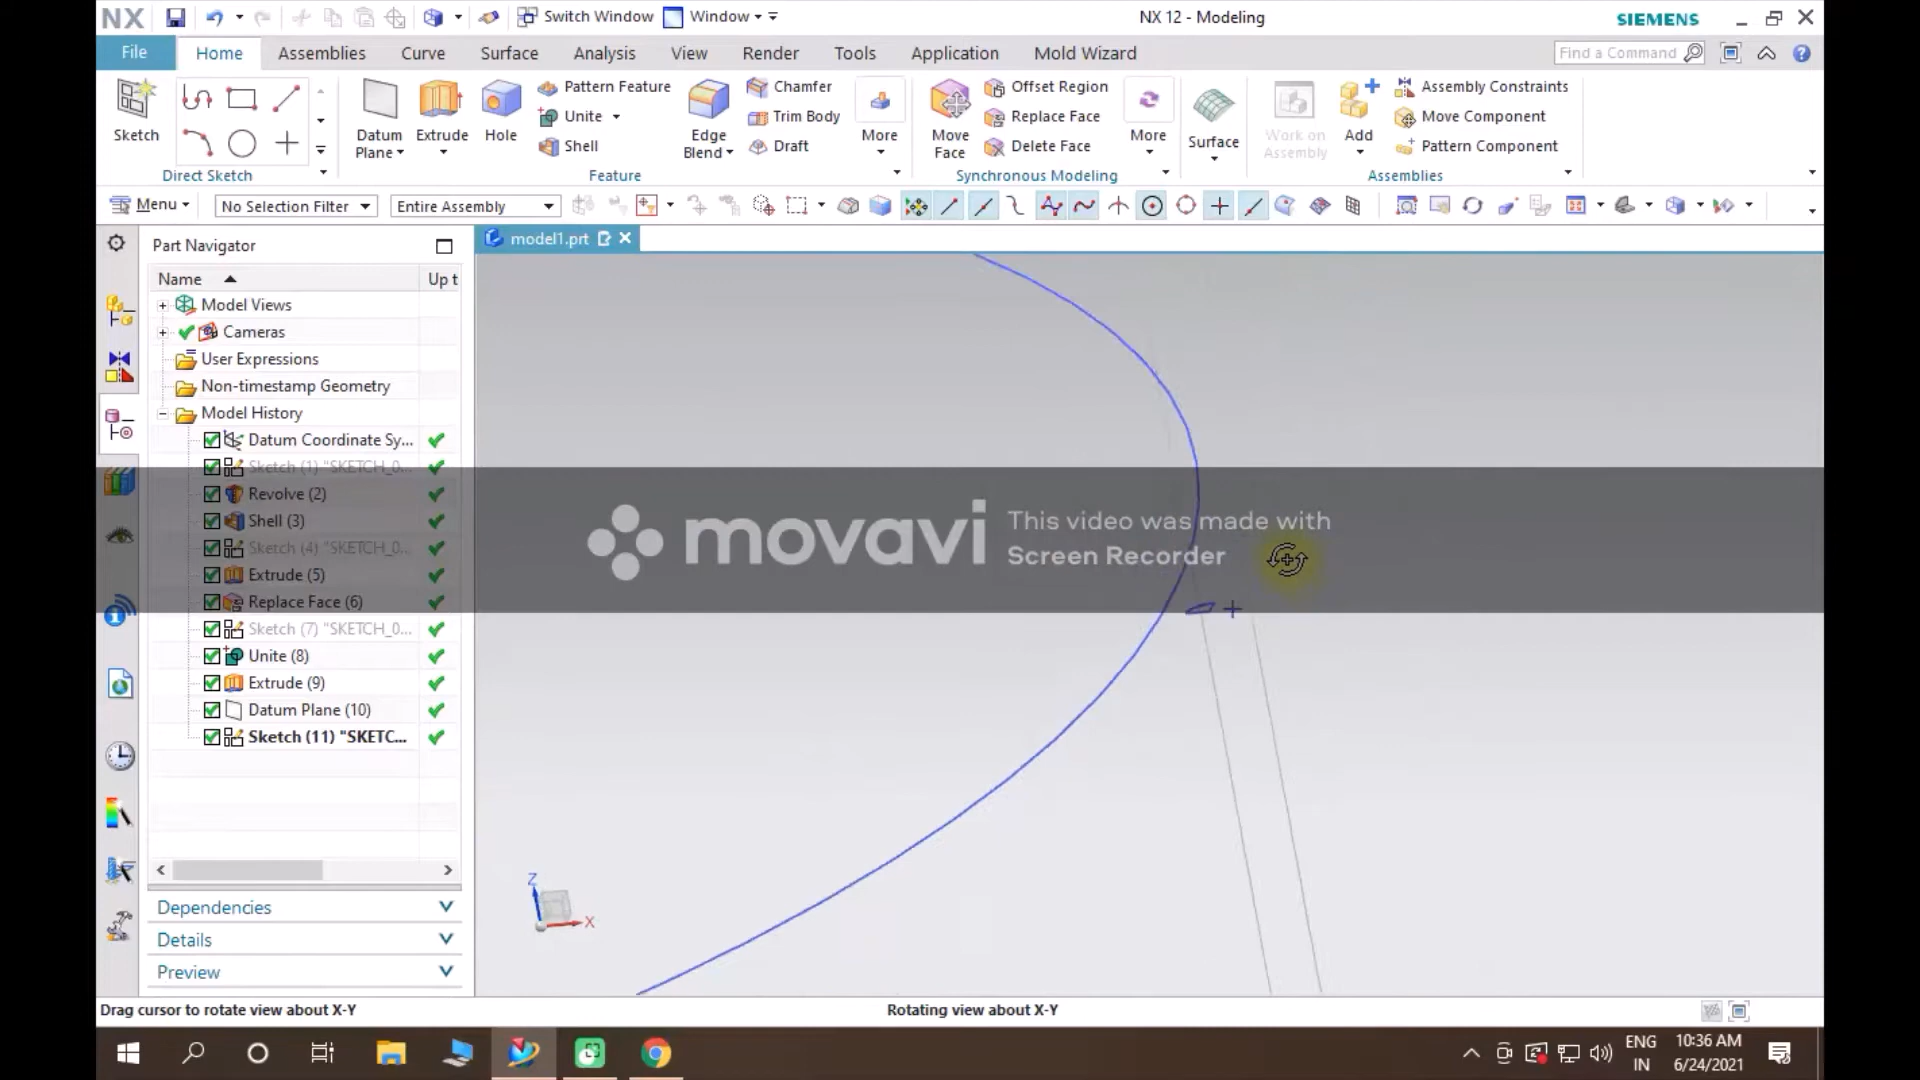 NX
Switch Window
Window
NX 12 - Modeling
SIEMENS
File
Home
Assemblies
Curve
Surface
Analysis
View
Render
Tools
Application
Mold Wizard
Find a Command
Sketch
Direct Sketch
Datum
Plane
Extrude
Hole
Pattern Feature
Unite
Shell
Edge
Blend
Chamfer
Trim Body
Draft
More
Feature
Move
Face
Offset Region
Replace Face
Delete Face
More
Synchronous Modeling
Surface
Work on
Assembly
Add
Assembly Constraints
Move Component
Pattern Component
Assemblies
Menu
No Selection Filter
Entire Assembly
Part Navigator
model1.prt
Name
Up t
Model Views
Cameras
User Expressions
Non-timestamp Geometry
Model History
Datum Coordinate Sy...
Sketch (1) "SKETCH_0...
Revolve (2)
Shell (3)
Sketch (4) "SKETCH_0...
Extrude (5)
Replace Face (6)
Sketch (7) "SKETCH_0...
Unite (8)
Extrude (9)
Datum Plane (10)
Sketch (11) "SKETC...
movavi
This video was made with
Screen Recorder
Z
X
Dependencies
Details
Preview
Drag cursor to rotate view about X-Y
Rotating view about X-Y
ENG
IN
10:36 AM
6/24/2021